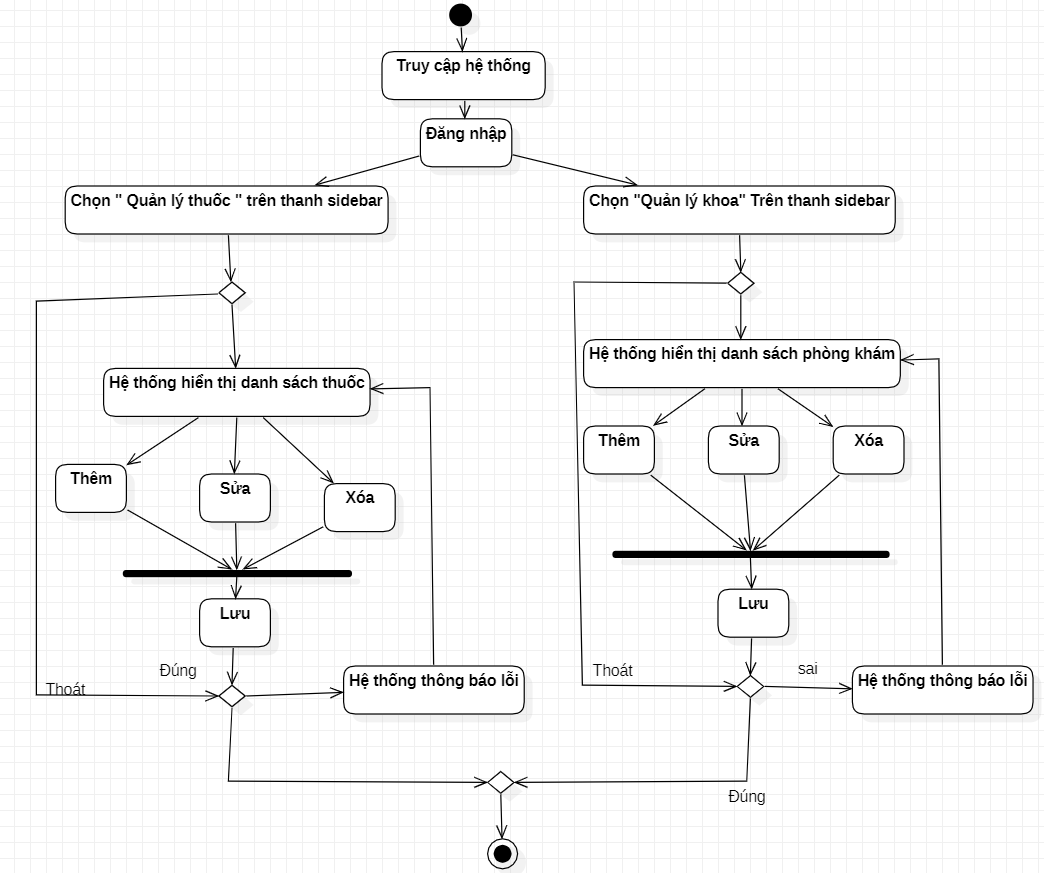 Truy cập hệ thống
Đăng nhập
Chọn " Quản lý thuốc " trên thanh sidebar
Chọn "Quản lý khoa" Trên thanh sidebar
Hệ thống hiển thị danh sách thuốc
Hệ thống hiển thị danh sách phòng khám
Thêm
Sửa
Xóa
Thêm
Sửa
Xóa
Lưu
Lưu
Đúng
Thoát
Hệ thống thông báo lỗi
Thoát
sai
Hệ thống thông báo lỗi
Đúng